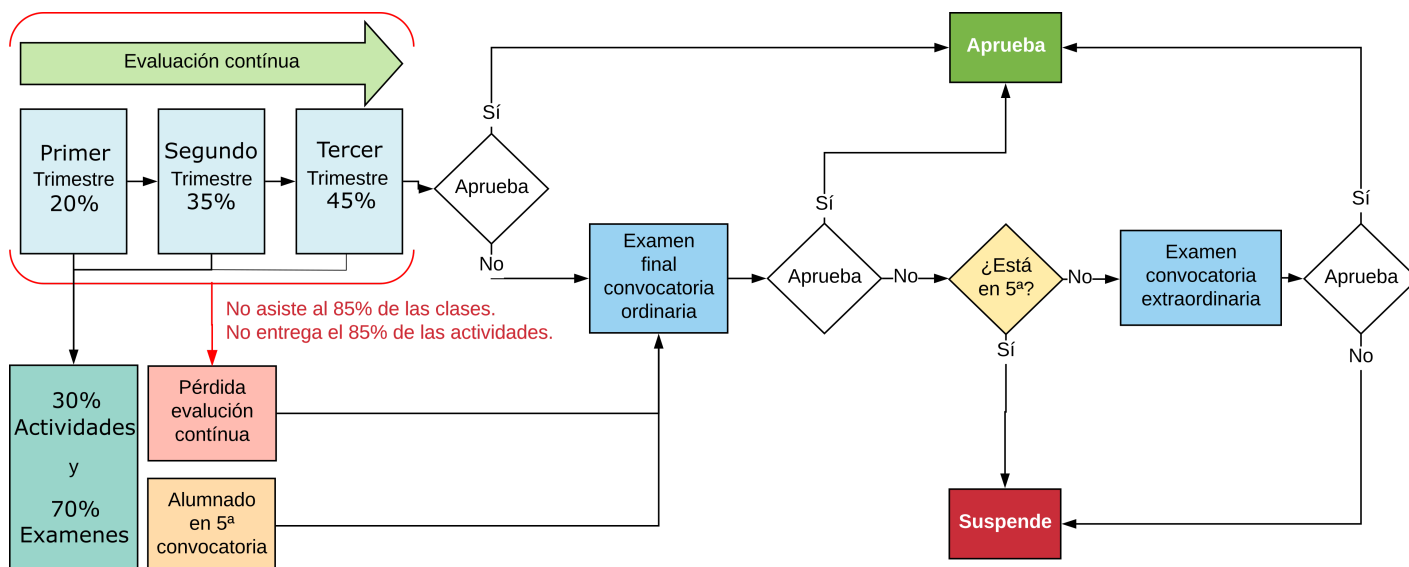 Evaluación contínua
Primer
Trimestre
20%
Segundo
Trimestre
35%
Tercer
Trimestre
45%
Aprueba
Sí
No
Aprueba
No asiste al 85% de las clases.
No entrega el 85% de las actividades.
Examen
final
convocatoria
ordinaria
Aprueba
Sí
No
¿Está
en 5ª?
No
Sí
Examen
convocatoria
extraordinaria
Aprueba
Sí
No
30%
Actividades
y
70%
Examenes
Pérdida
evalución
contínua
Alumnado
en 5ª
convocatoria
Suspende